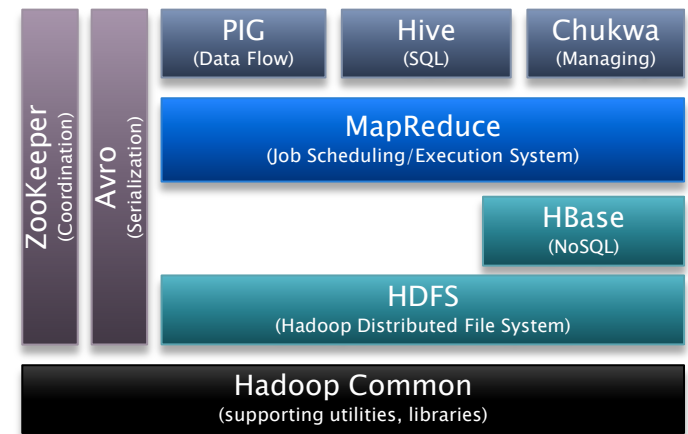 PIG
(Data Flow)
Hive
(SQL)
Chukwa
(Managing)
ZooKeeper
(Coordination)
Avro
(Serialization)
MapReduce
(Job Scheduling/Execution System)
HBase
(NoSQL)
HDFS
(Hadoop Distributed File System)
Hadoop Common
(supporting utilities, libraries)